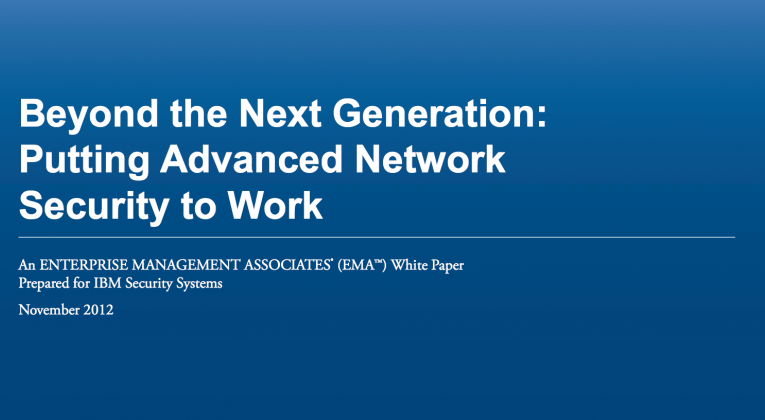 Beyond the Next Generation:
Putting Advanced Network
Security to Work
An ENTERPRISE MANAGEMENT ASSOCIATES® (EMA™) White Paper
Prepared for IBM Security Systems
November 2012